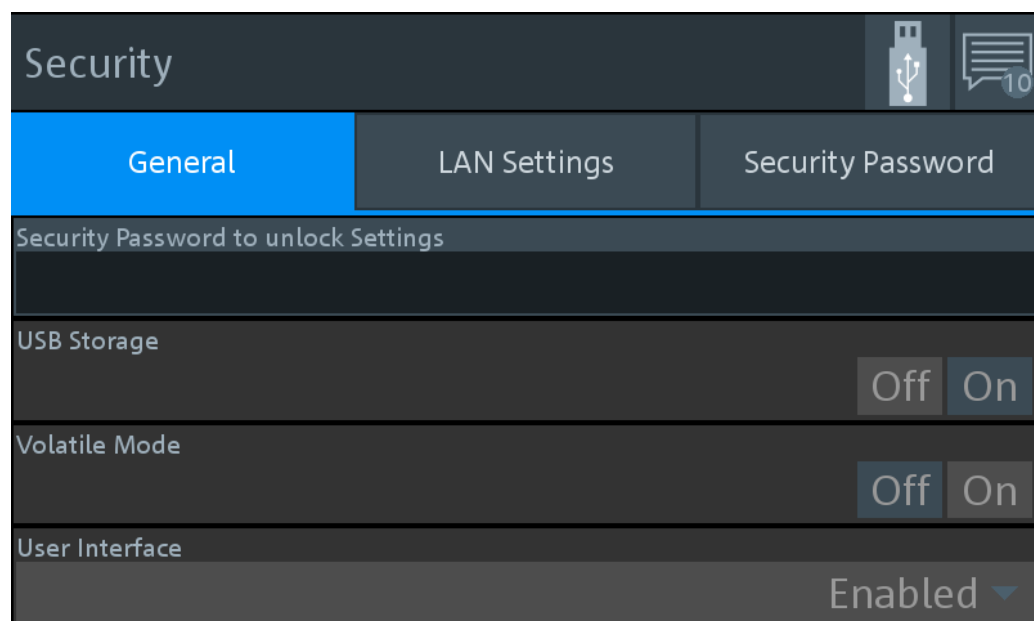 Security
10
General LAN Settings Security Password
Security Password to unlock Settings
USB Storage
Off On
Volatile Mode
Off On
User Interface
Enabled